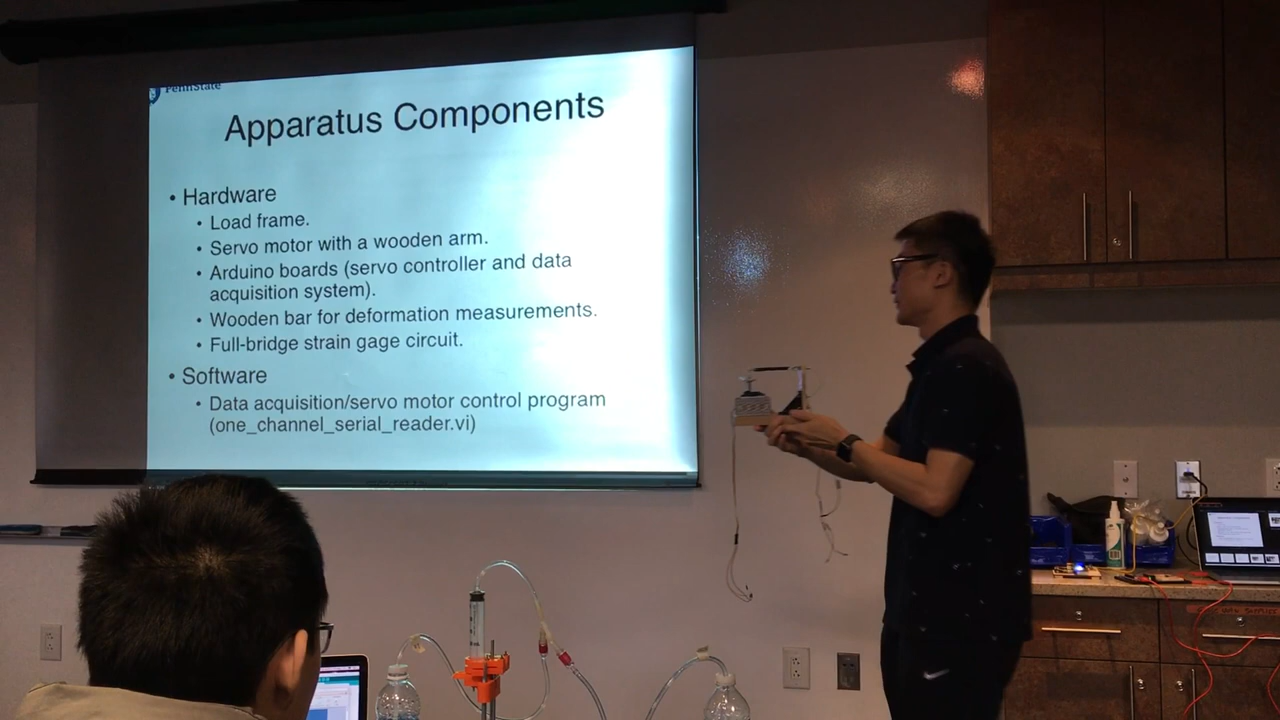 PennState
Apparatus Components
• Hardware
• Load frame.
• Servo motor with a wooden arm.
• Arduino boards (servo controller and data
acquisition system).
• Wooden bar for deformation measurements.
• Full-bridge strain gage circuit.
• Software
• Data acquisition/servo motor control program
(one_channel_serial_reader.vi)